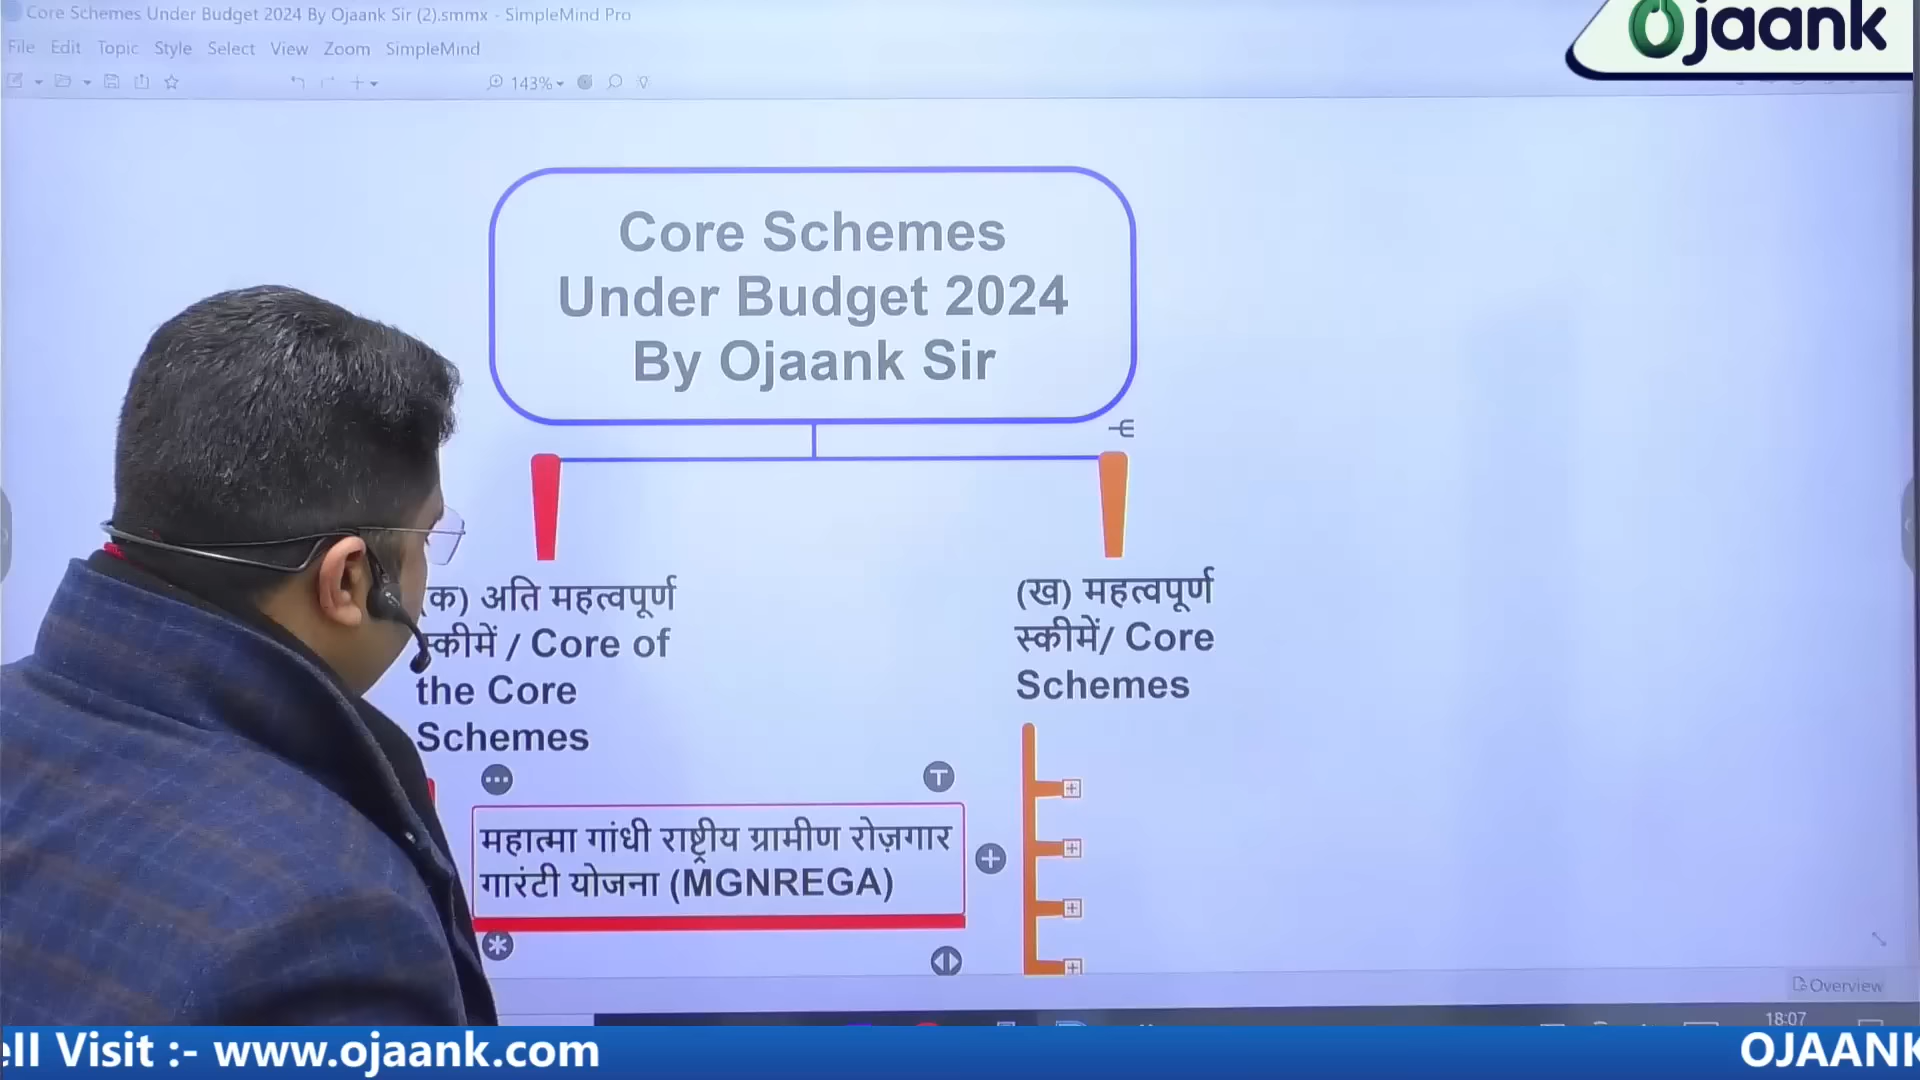 Core Schemes Under Budget 2024 By Ojaank Sir (2).smmx - SimpleMind Pro
Ojaank
File Edit Topic Style Select View Zoom SimpleMind
143%
Core Schemes
Under Budget 2024
By Ojaank Sir
(क) अति महत्वपूर्ण
स्कीमें / Core of
the Core
Schemes
(ख) महत्वपूर्ण
स्कीमें/ Core
Schemes
महात्मा गांधी राष्ट्रीय ग्रामीण रोज़गार
गारंटी योजना (MGNREGA)
Overview
18:07
ell Visit :- www.ojaank.com
OJAANK